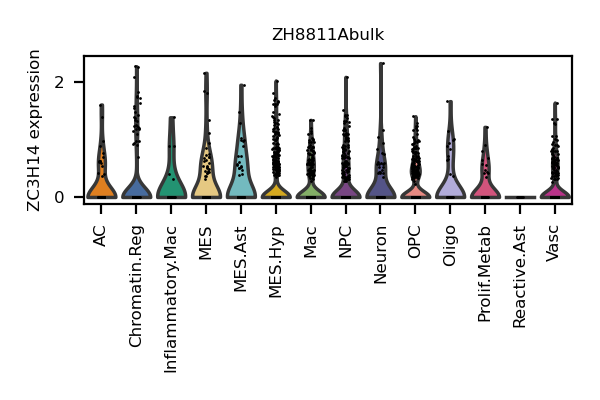 ZH8811Abulk
ZC3H14 expression
2
0
AC
Chromatin.Reg
Inflammatory.Mac
MES
MES.Ast
MES.Hyp
Mac
NPC
Neuron
OPC
Oligo
Prolif.Metab
Reactive.Ast
Vasc